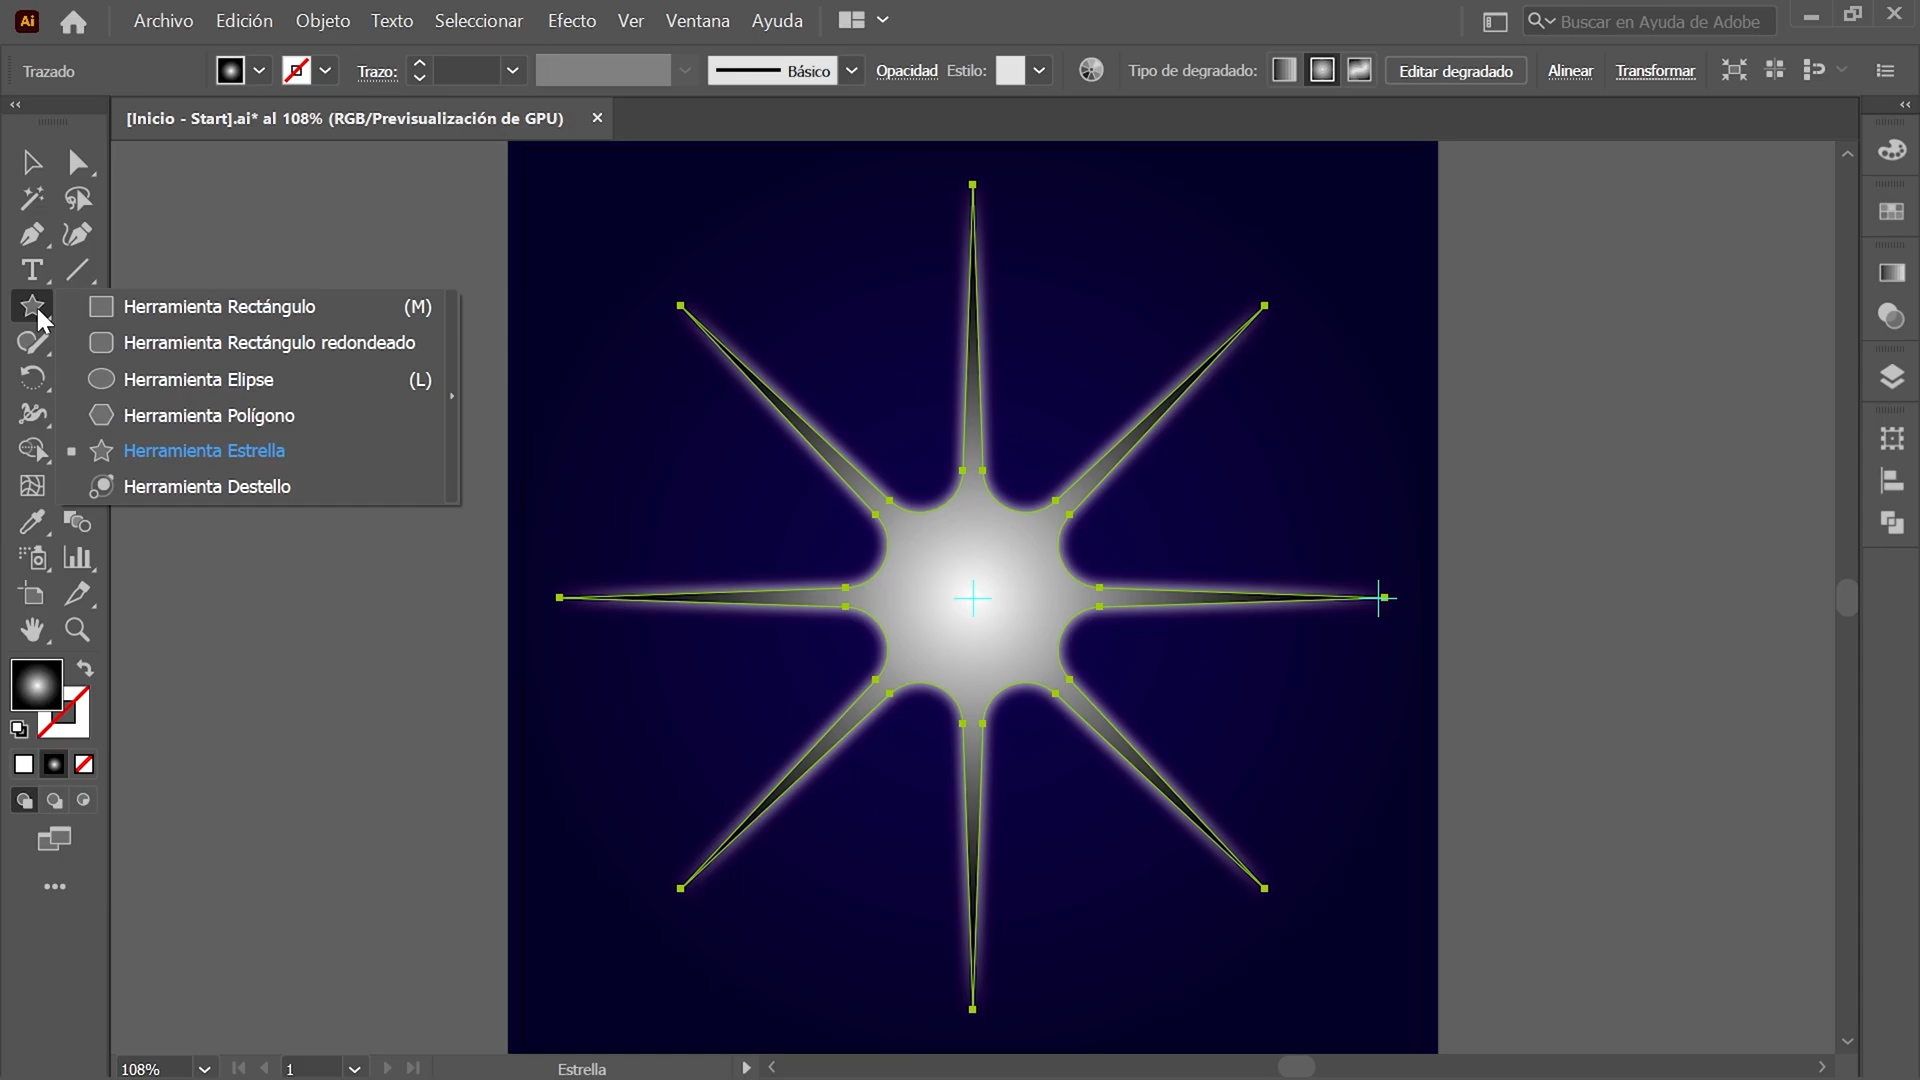 Ai
Archivo Edición Objeto Texto Seleccionar Efecto Ver Ventana Ayuda
Buscar en Ayuda de Adobe
Trazado
Trazo:
Básico
Opacidad Estilo:
Tipo de degradado:
Editar degradado
Alinear
Transformar
[Inicio - Start].ai* al 108% (RGB/Previsualización de GPU)
Herramienta Rectángulo (M)
Herramienta Rectángulo redondeado
Herramienta Elipse (L)
Herramienta Polígono
Herramienta Estrella
Herramienta Destello
108%
1
Estrella